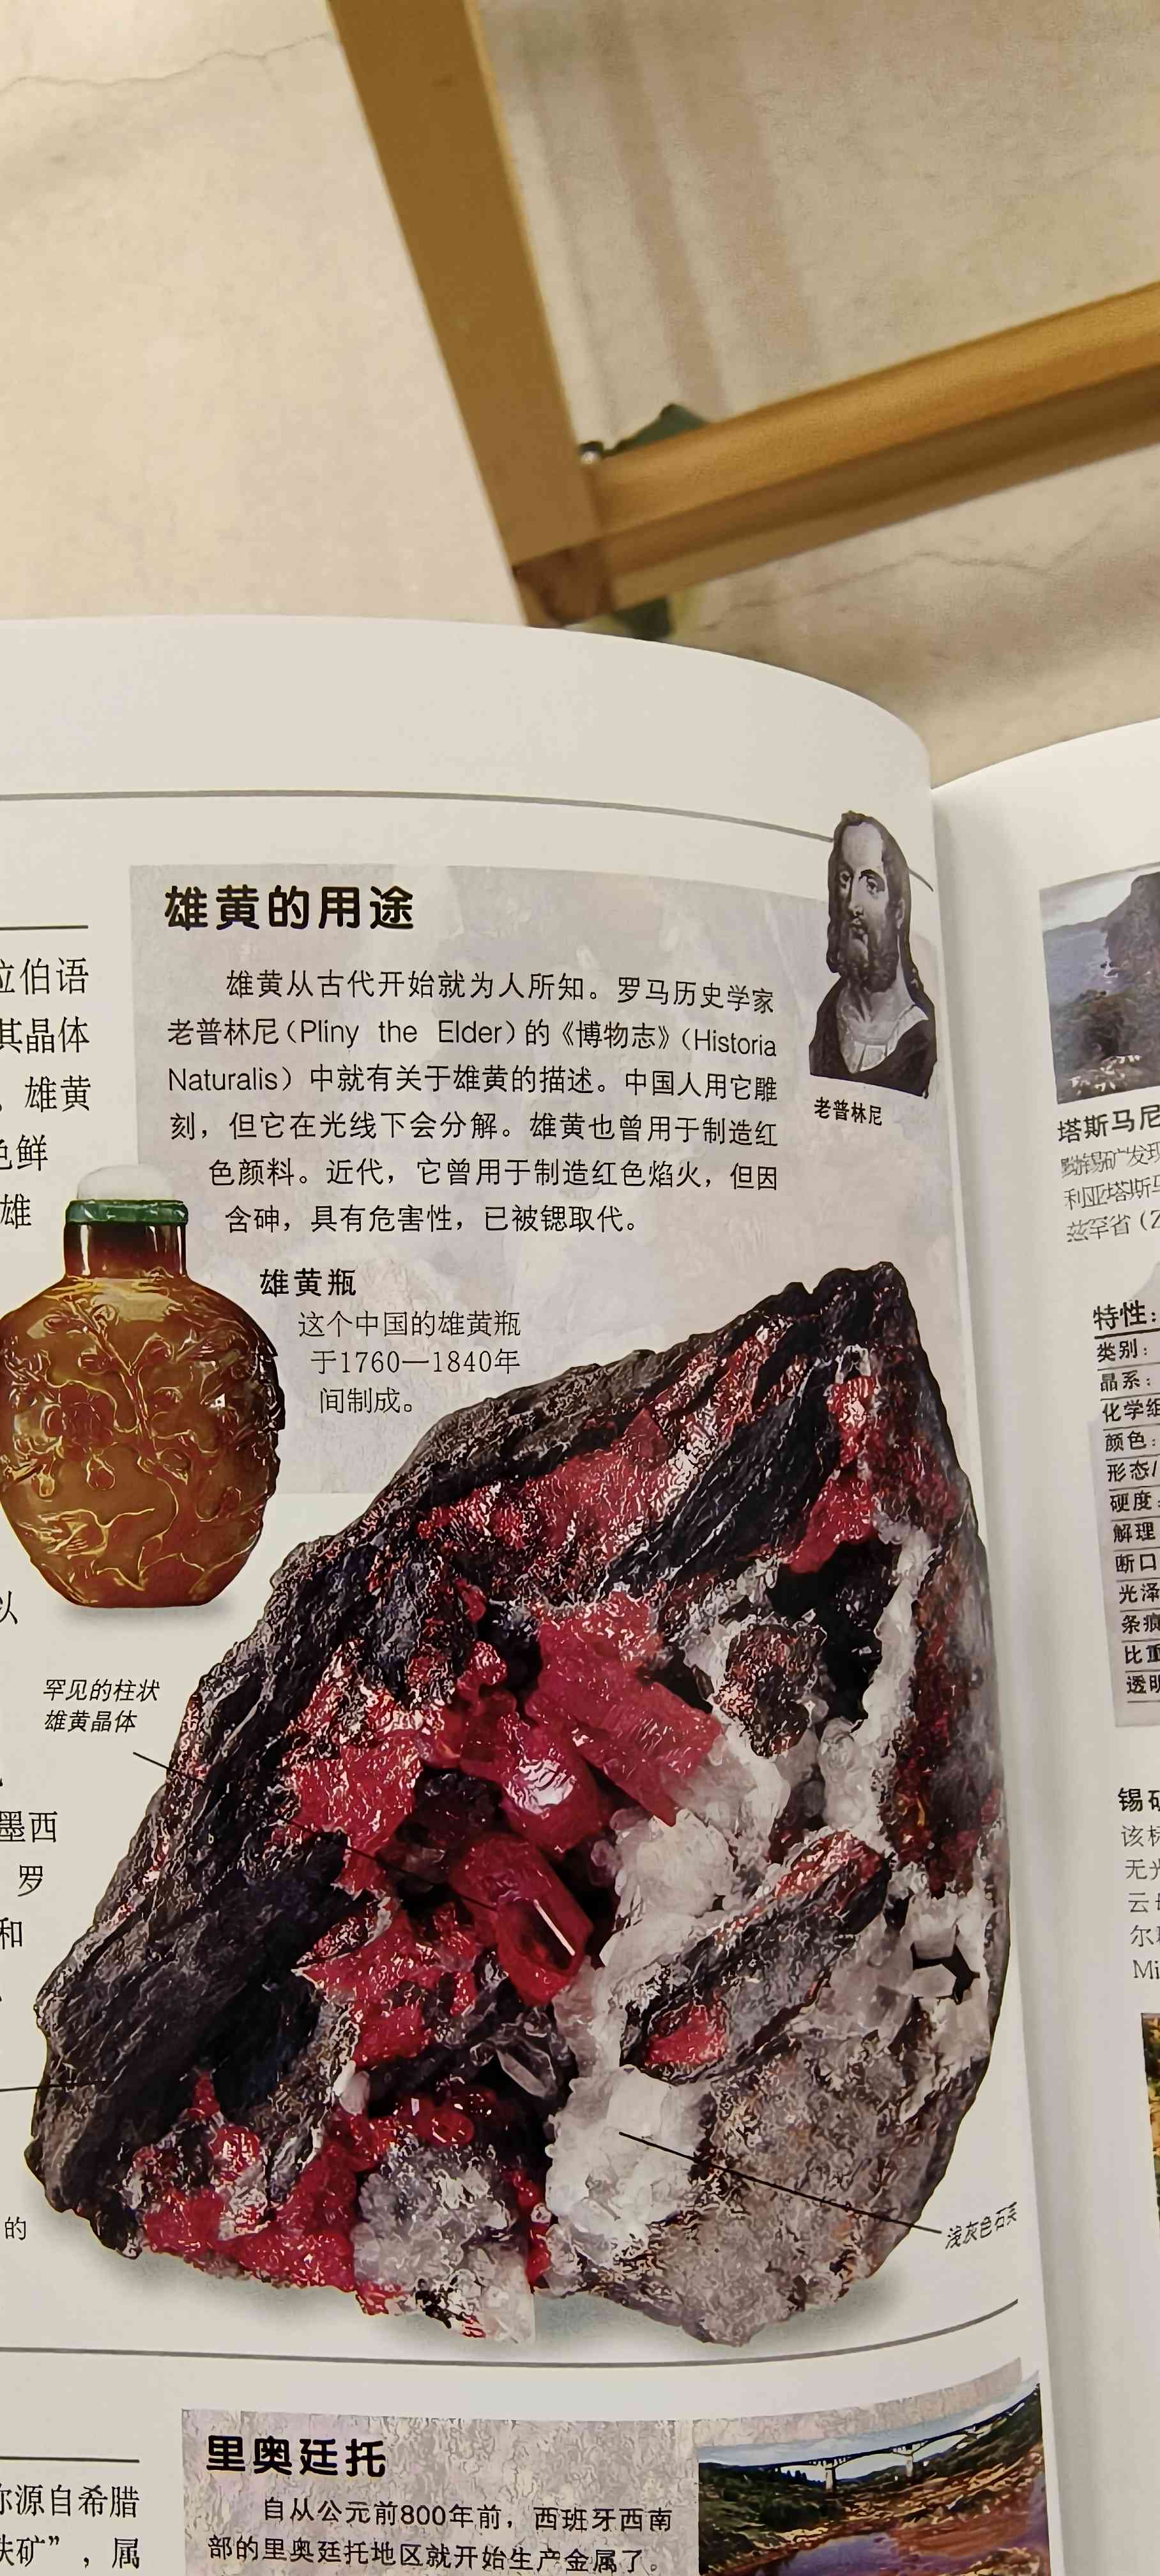 位伯语
其晶体
。雄黄
色鲜
雄
以
墨西
罗
和
的
雄黄的用途
雄黄从古代开始就为人所知。罗马历史学家
老普林尼（Pliny the Elder）的《博物志》（Historia
Naturalis）中就有关于雄黄的描述。中国人用它雕
刻，但它在光线下会分解。雄黄也曾用于制造红
色颜料。近代，它曾用于制造红色焰火，但因
含砷，具有危害性，已被锶取代。
老普林尼
雄黄瓶
这个中国的雄黄瓶
于1760—1840年
间制成。
罕见的柱状
雄黄晶体
浅灰色石英
尔源自希腊
铁矿”，属
里奥廷托
自从公元前800年前，西班牙西南
部的里奥廷托地区就开始生产金属了。
塔斯马尼
利亚塔斯马
兹罕省（Z
特性：
类别：
晶系：
化学组
颜色：
形态/
硬度：
解理
断口
光泽
条痕
比重
透明
锡矿
该标
无光
云母
尔
Mi